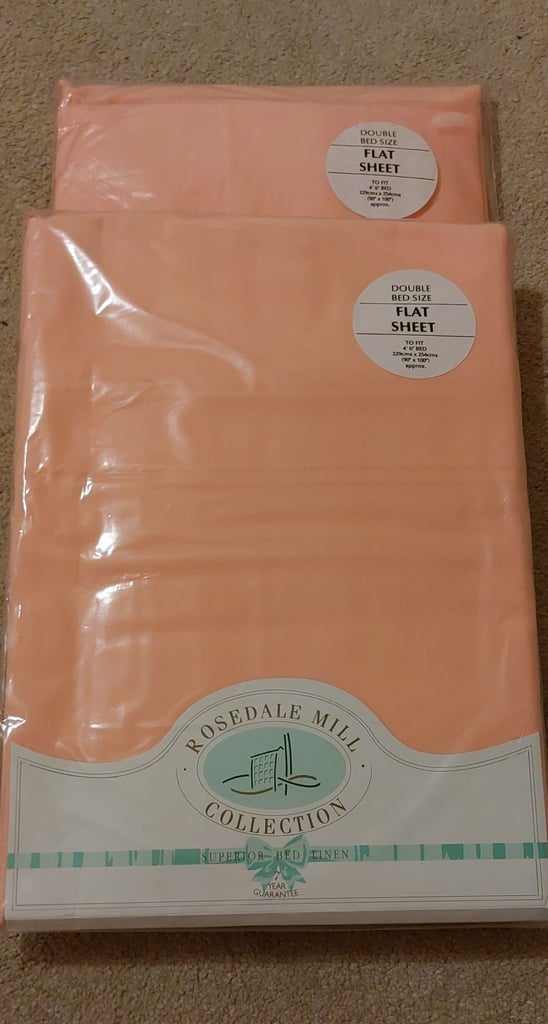 DOUBLE
BED SIZE
FLAT
SHEET
TO FIT
4' 6" BED
229cms x 254cms
(90" x 100")
approx.
DOUBLE
BED SIZE
FLAT
SHEET
TO FIT
4' 6" BED
229cms x 254cms
(90" x 100")
approx.
ROSEDALE MILL
COLLECTION
SUPERIOR BED LINEN
7
YEAR
GUARANTEE